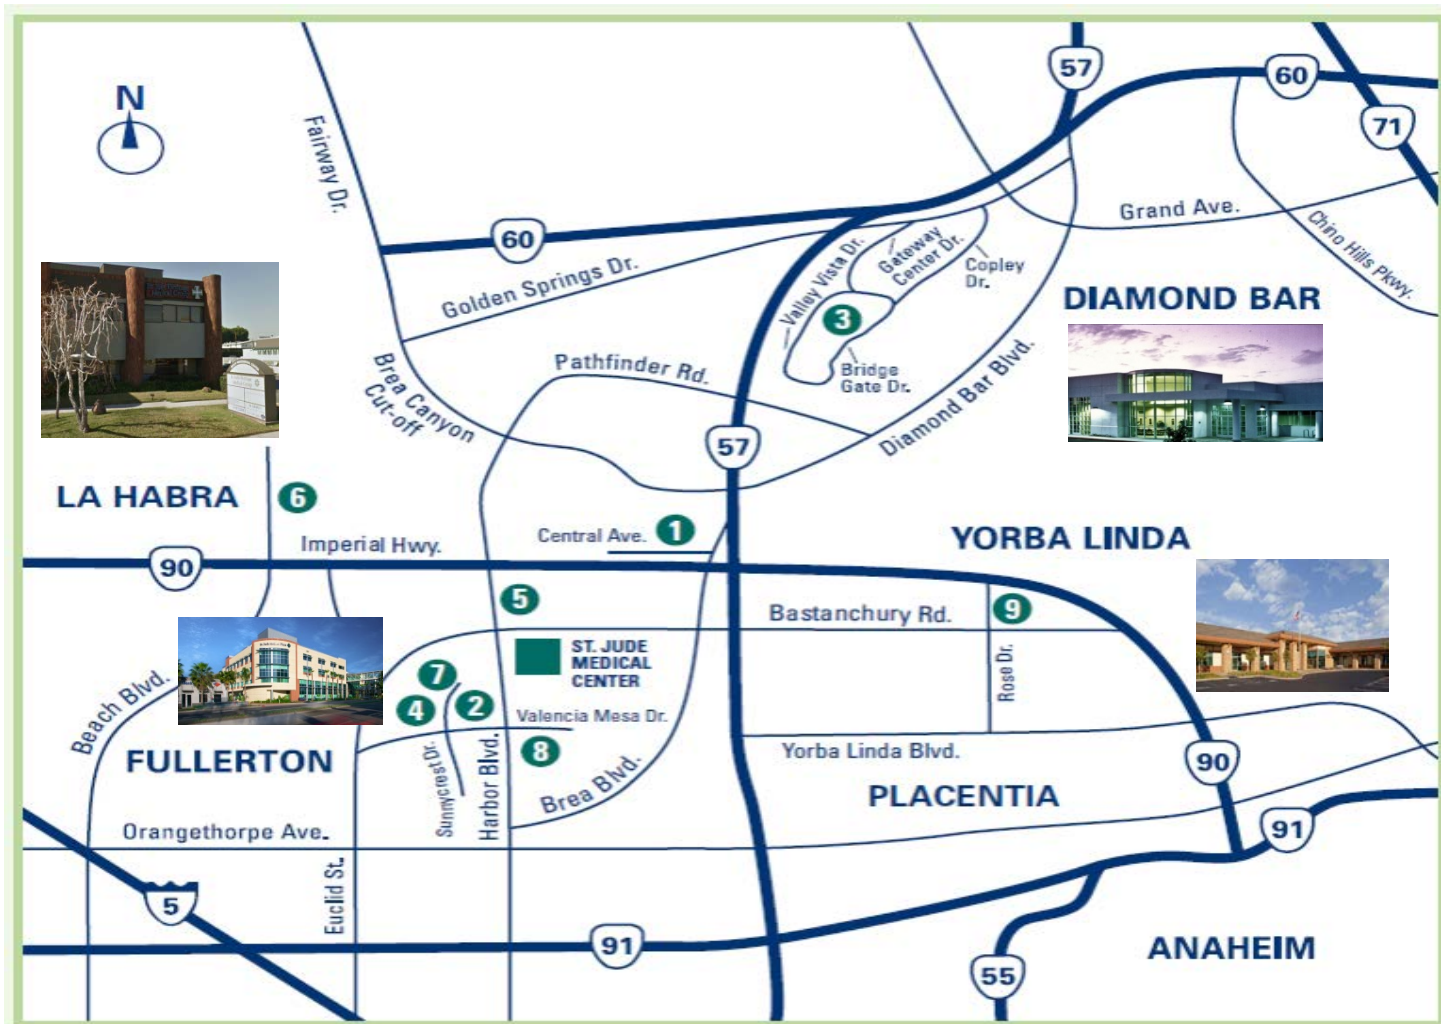 57
60
N
71
Fairway Dr.
Grand Ave.
Chino Hills Pkwy.
60
Valley Vista Dr.
Gateway
Center Dr.
Copley
Dr.
Golden Springs Dr.
DIAMOND BAR
3
Pathfinder Rd.
Bridge
Gate Dr.
Diamond Bar Blvd.
Brea Canyon
Cut-off
57
LA HABRA
6
Central Ave.
1
YORBA LINDA
Imperial Hwy.
90
5
Bastanchury Rd.
9
ST. JUDE
MEDICAL
CENTER
7
Rose Dr.
4
2
Valencia Mesa Dr.
Beach Blvd.
8
FULLERTON
Yorba Linda Blvd.
90
Sunnycrest Dr.
Harbor Blvd.
Brea Blvd.
PLACENTIA
Orangethorpe Ave.
91
Euclid St.
5
91
ANAHEIM
55